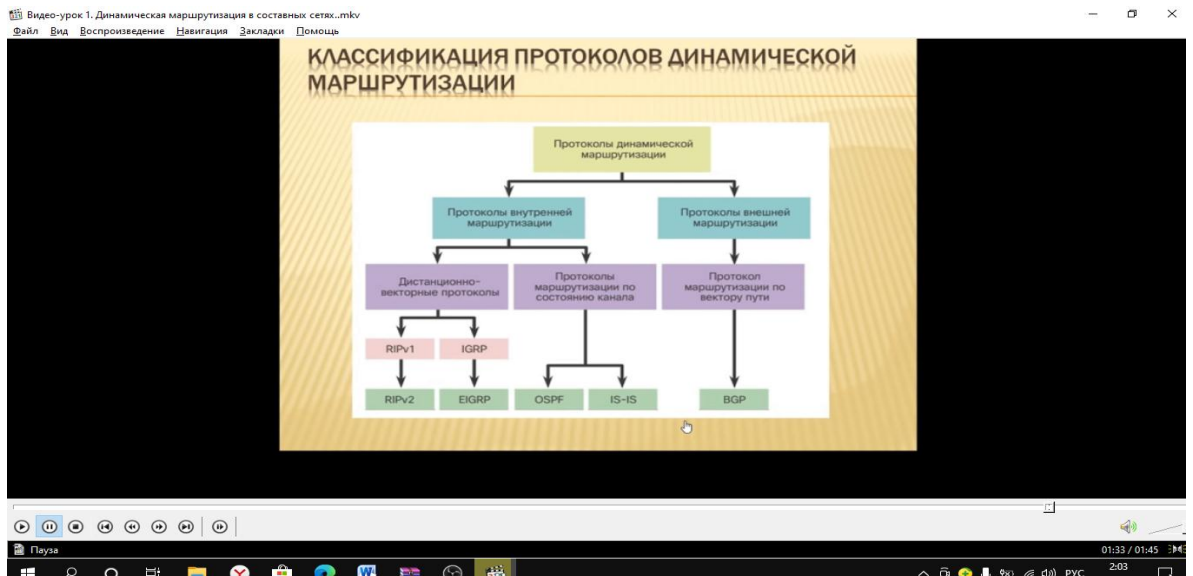 Видео-урок 1. Динамическая маршрутизация в составных сетях..mkv
Файл Вид Воспроизведение Навигация Закладки Помощь
КЛАССИФИКАЦИЯ ПРОТОКОЛОВ ДИНАМИЧЕСКОЙ
МАРШРУТИЗАЦИИ
Протоколы динамической
маршрутизации
Протоколы внутренней
маршрутизации
Протоколы внешней
маршрутизации
Дистанционно-
векторные протоколы
Протоколы
маршрутизации по
состоянию канала
Протокол
маршрутизации по
вектору пути
RIPv1 IGRP
RIPv2 EIGRP OSPF IS-IS BGP
Пауза
01:33 / 01:45
РУС 2:03